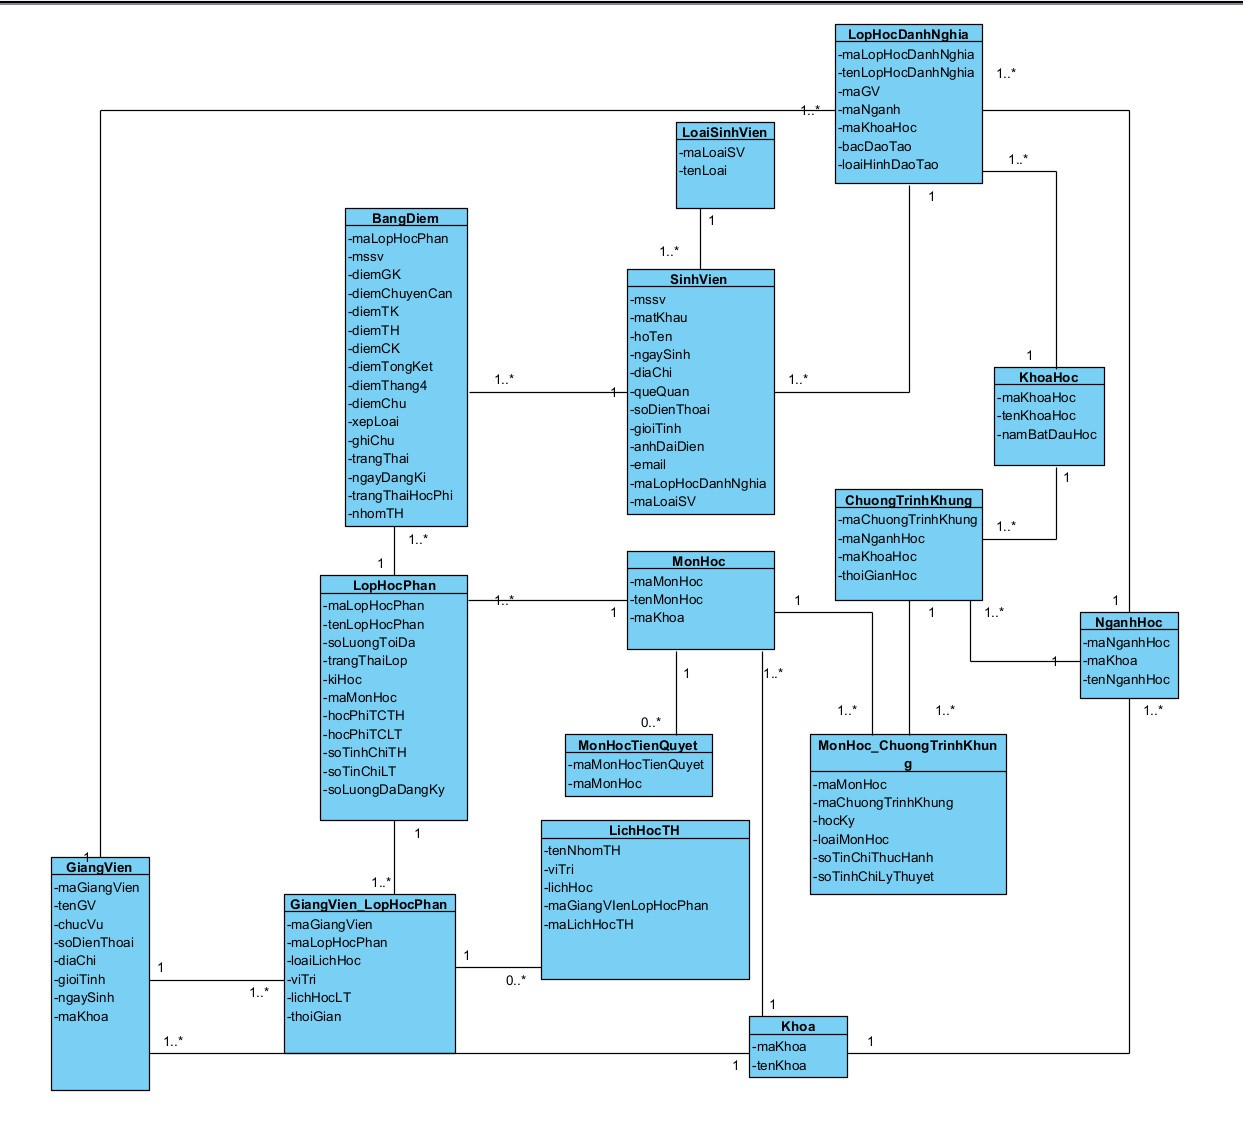 LopHocDanhNghia
-maLopHocDanhNghia
-tenLopHocDanhNghia
-maGV
-maNganh
-maKhoaHoc
-bacDaoTao
-loaiHinhDaoTao
1..*
1..*
1..*
1
LoaiSinhVien
-maLoaiSV
-tenLoai
1
1..*
BangDiem
-maLopHocPhan
-mssv
-diemGK
-diemChuyenCan
-diemTK
-diemTH
-diemCK
-diemTongKet
-diemThang4
-diemChu
-xepLoai
-ghiChu
-trangThai
-ngayDangKi
-trangThaiHocPhi
-nhomTH
1..*
1
1..*
1
SinhVien
-mssv
-matKhau
-hoTen
-ngaySinh
-diaChi
-queQuan
-soDienThoai
-gioiTinh
-anhDaiDien
-email
-maLopHocDanhNghia
-maLoaiSV
1..*
1
KhoaHoc
-maKhoaHoc
-tenKhoaHoc
-namBatDauHoc
1
ChuongTrinhKhung
-maChuongTrinhKhung
-maNganhHoc
-maKhoaHoc
-thoiGianHoc
1..*
1
1..*
1
1
NganhHoc
-maNganhHoc
-maKhoa
-tenNganhHoc
1..*
LopHocPhan
-maLopHocPhan
-tenLopHocPhan
-soLuongToiDa
-trangThaiLop
-kiHoc
-maMonHoc
-hocPhiTCTH
-hocPhiTCLT
-soTinhChiTH
-soTinChiLT
-soLuongDaDangKy
1..*
1
1
1..*
MonHoc
-maMonHoc
-tenMonHoc
-maKhoa
1
1
0..*
1..*
1..*
1..*
MonHocTienQuyet
-maMonHocTienQuyet
-maMonHoc
MonHoc_ChuongTrinhKhun
g
-maMonHoc
-maChuongTrinhKhung
-hocKy
-loaiMonHoc
-soTinChiThucHanh
-soTinhChiLyThuyet
LichHocTH
-tenNhomTH
-viTri
-lichHoc
-maGiangVIenLopHocPhan
-maLichHocTH
1
GiangVien
-maGiangVien
-tenGV
-chucVu
-soDienThoai
-diaChi
-gioiTinh
-ngaySinh
-maKhoa
1
1..*
1..*
GiangVien_LopHocPhan
-maGiangVien
-maLopHocPhan
-loaiLichHoc
-viTri
-lichHocLT
-thoiGian
1
0..*
1
Khoa
-maKhoa
-tenKhoa
1
1